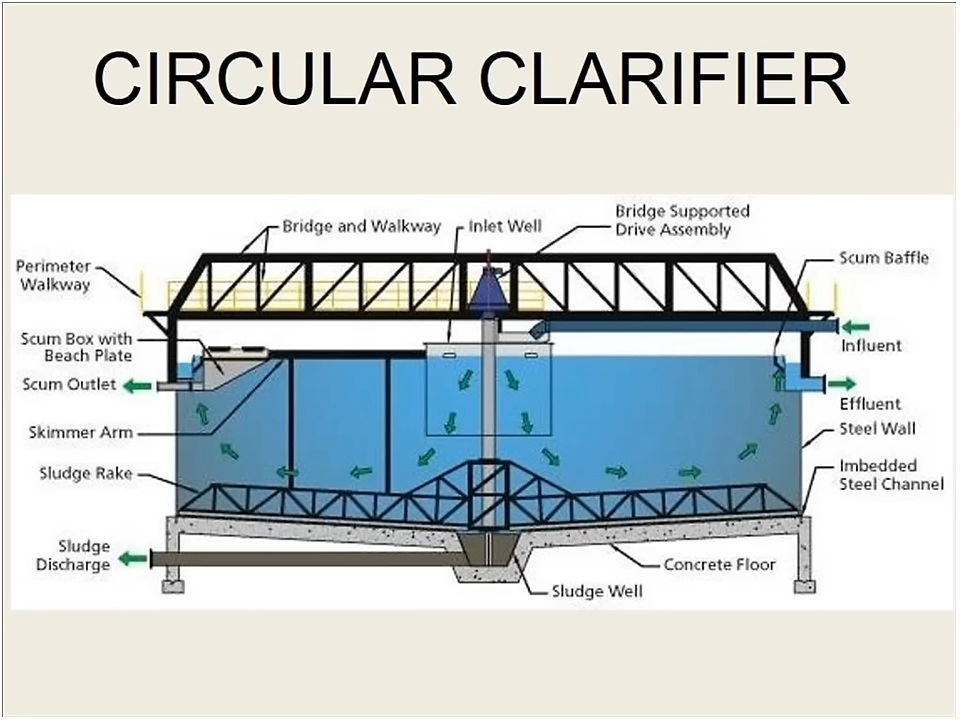 CIRCULAR CLARIFIER
Bridge and Walkway
Inlet Well
Bridge Supported
Drive Assembly
Scum Baffle
Perimeter
Walkway
Scum Box with
Beach Plate
Influent
Scum Outlet
Effluent
Skimmer Arm
Steel Wall
Sludge Rake
Imbedded
Steel Channel
Sludge
Discharge
Concrete Floor
Sludge Well